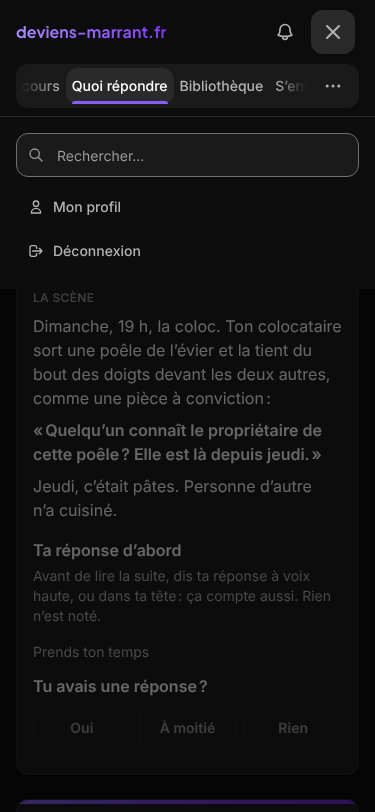 deviens-marrant.fr
cours Quoi répondre Bibliothèque S'en
Rechercher...
Mon profil
Déconnexion
LA SCÈNE
Dimanche, 19 h, la coloc. Ton colocataire
sort une poêle de l'évier et la tient du
bout des doigts devant les deux autres,
comme une pièce à conviction :
« Quelqu'un connaît le propriétaire de
cette poêle ? Elle est là depuis jeudi. »
Jeudi, c'était pâtes. Personne d'autre
n'a cuisiné.
Ta réponse d'abord
Avant de lire la suite, dis ta réponse à voix
haute, ou dans ta tête : ça compte aussi. Rien
n'est noté.
Prends ton temps
Tu avais une réponse ?
Oui À moitié Rien